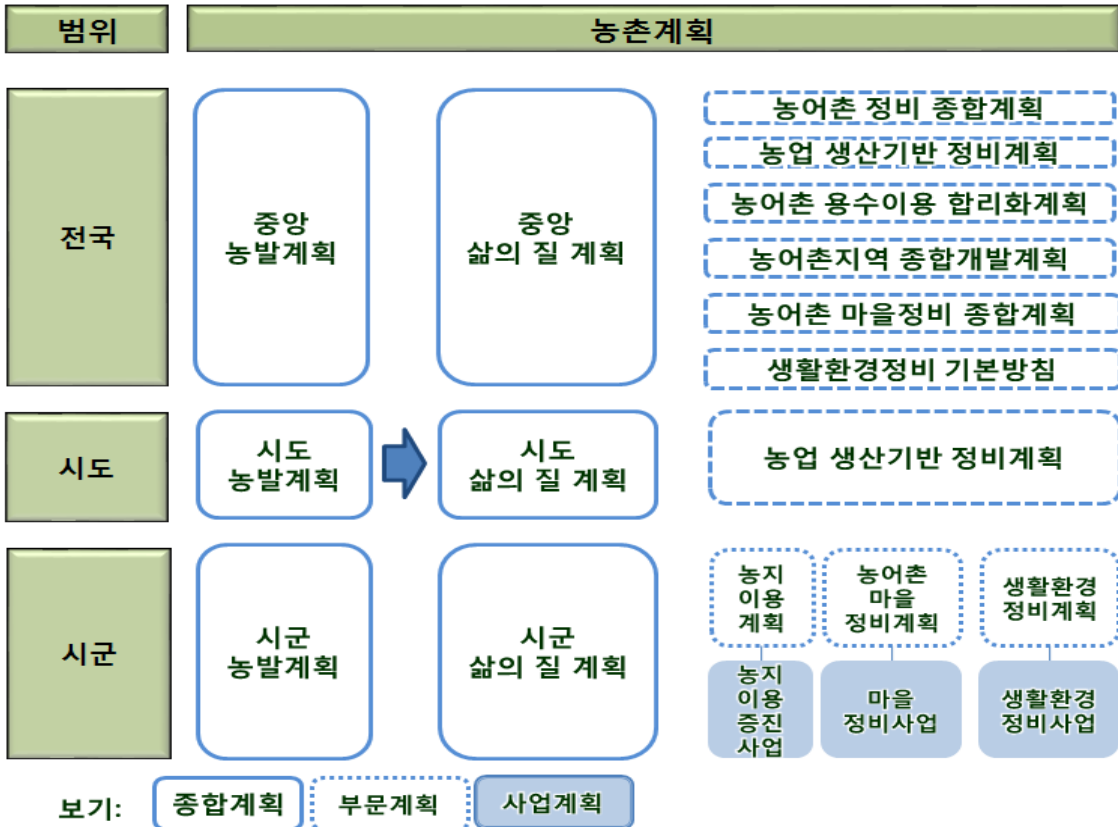 범위
농촌계획
전국
중앙
농발계획
중앙
삶의 질 계획
농어촌 정비 종합계획
농업 생산기반 정비계획
농어촌 용수이용 합리화계획
농어촌지역 종합개발계획
농어촌 마을정비 종합계획
생활환경정비 기본방침
시도
시도
농발계획
시도
삶의 질 계획
농업 생산기반 정비계획
시군
시군
농발계획
시군
삶의 질 계획
농지
이용
계획
농어촌
마을
정비계획
생활환경
정비계획
농지
이용
증진
사업
마을
정비사업
생활환경
정비사업
보기:
종합계획
부문계획
사업계획